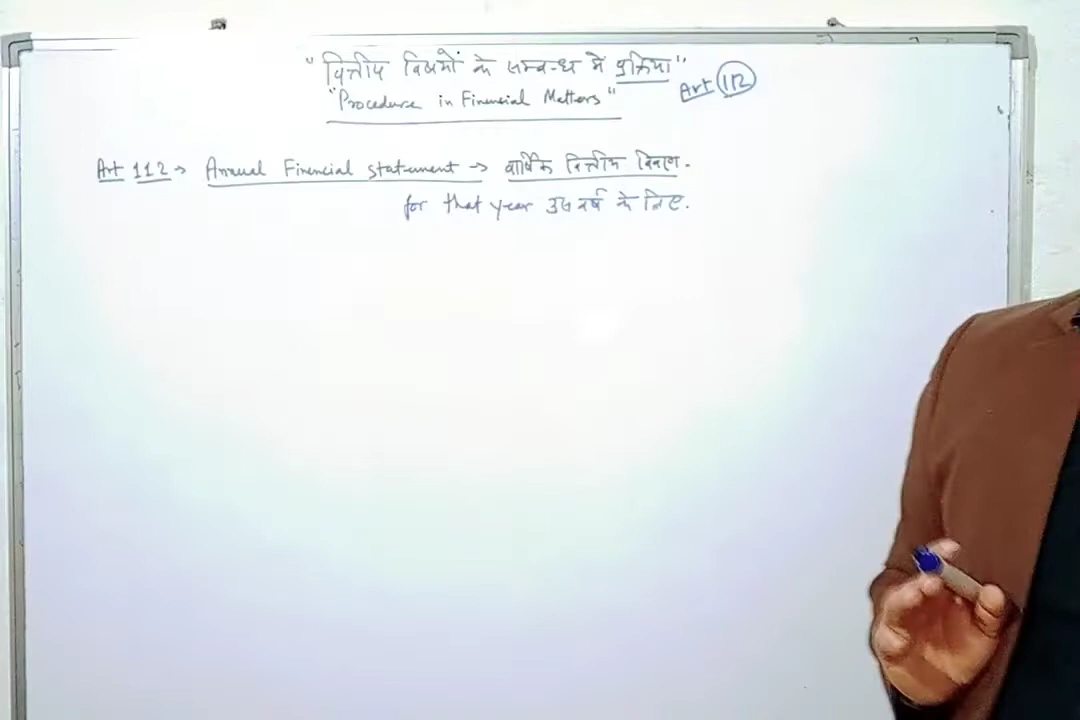 "वित्तीय विषयों के सम्बन्ध में प्रक्रिया"
"Procedure in Financial Matters" Art 112
Art 112 → Annual Financial Statement → वार्षिक वित्तीय विवरण.
for that year उस वर्ष के लिए.